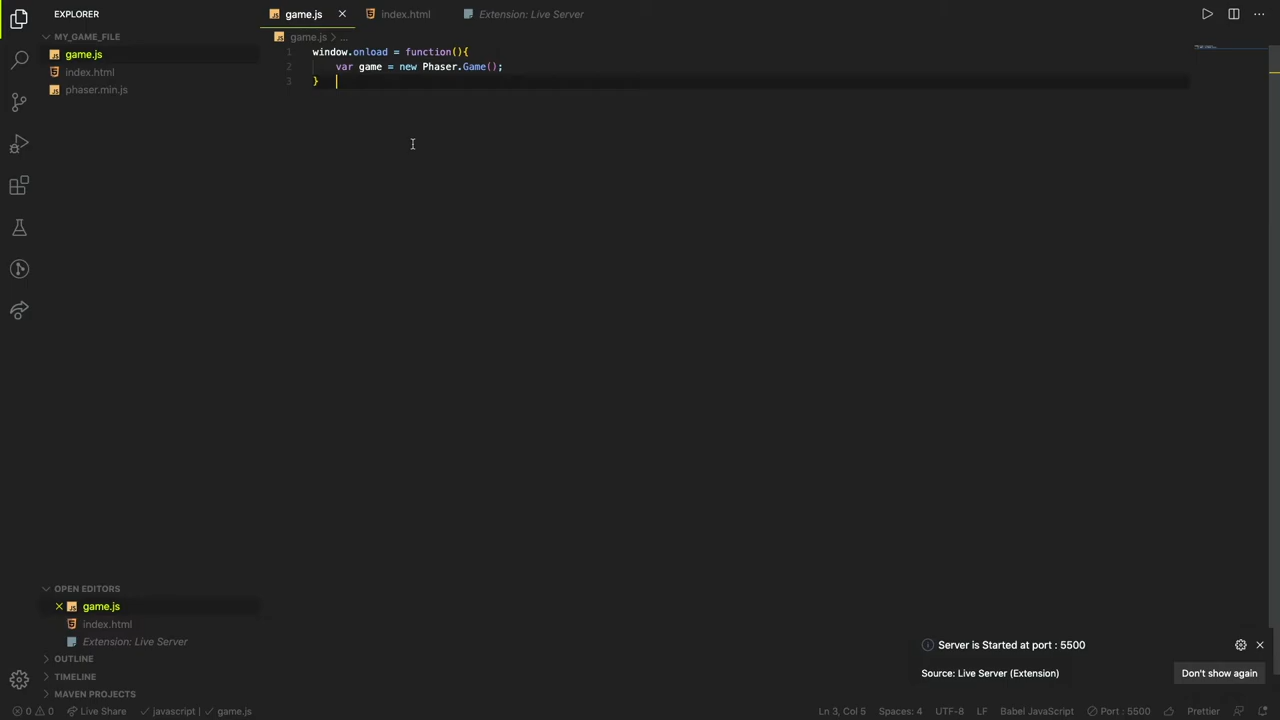 EXPLORER
MY_GAME_FILE
game.js
index.html
phaser.min.js
game.js
index.html
Extension: Live Server
game.js > ...
1 window.onload = function(){
2 var game = new Phaser.Game();
3 }
OPEN EDITORS
game.js
index.html
Extension: Live Server
OUTLINE
TIMELINE
MAVEN PROJECTS
Server is Started at port : 5500
Source: Live Server (Extension)
Don't show again
0 0 Live Share javascript | game.js
Ln 3, Col 5 Spaces: 4 UTF-8 LF Babel JavaScript Port : 5500 Prettier